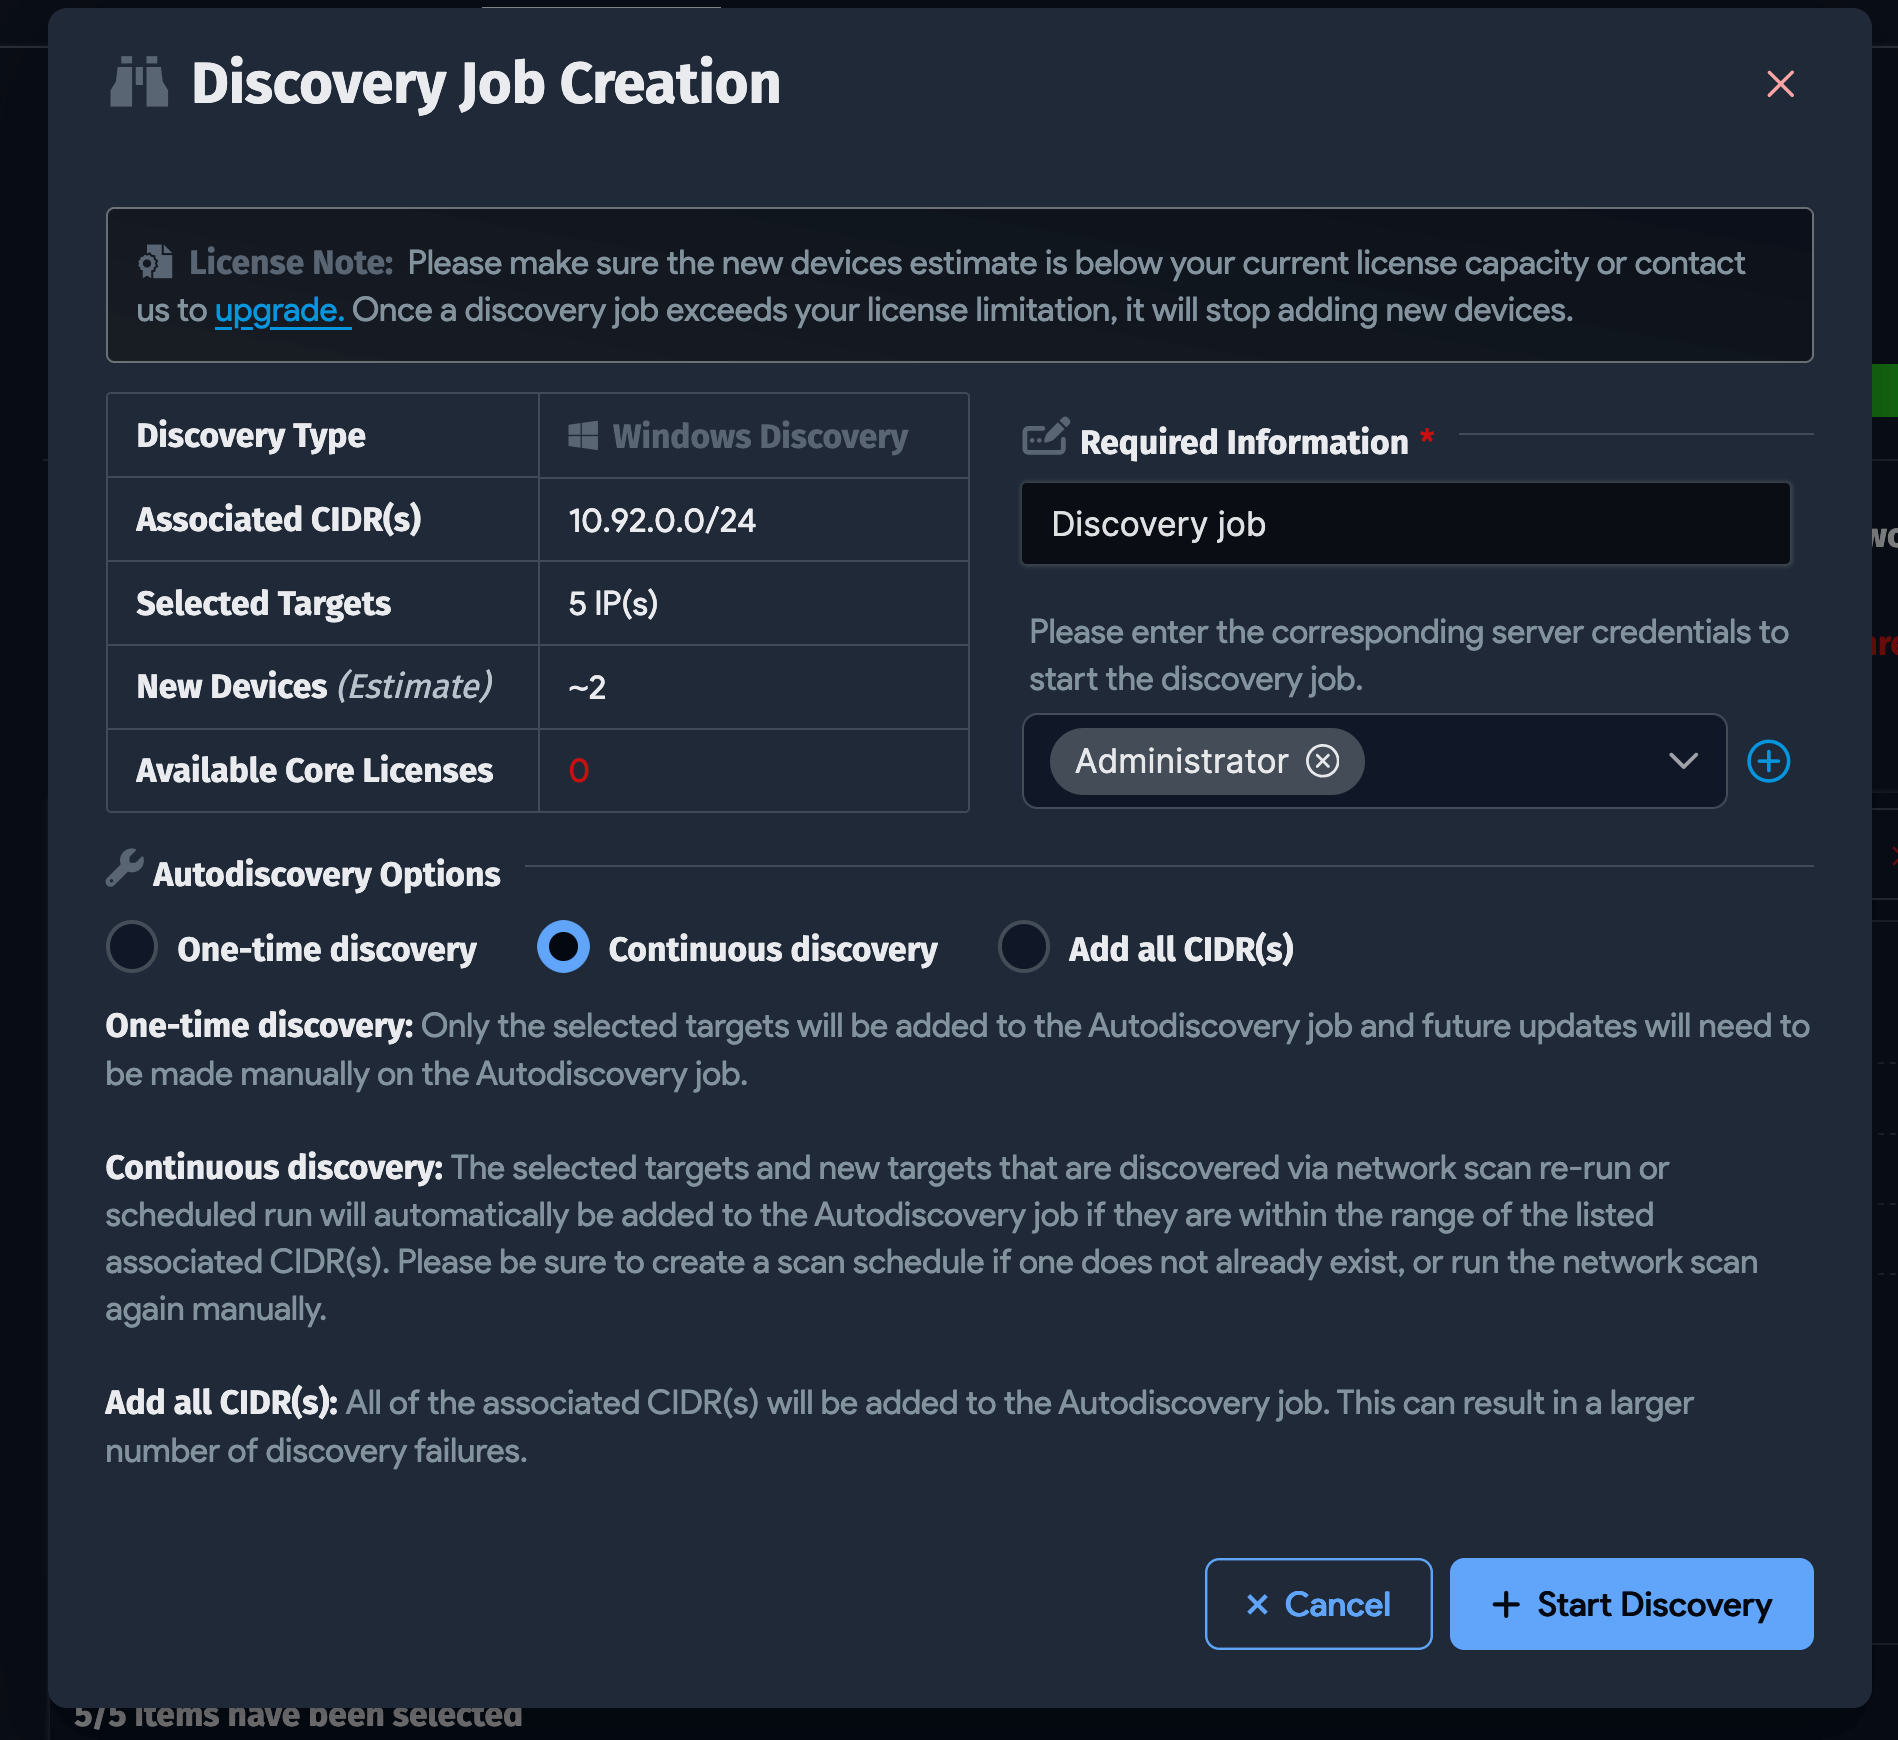 Discovery Job Creation
License Note: Please make sure the new devices estimate is below your current license capacity or contact
us to upgrade. Once a discovery job exceeds your license limitation, it will stop adding new devices.
Discovery Type
Windows Discovery
Associated CIDR(s)
10.92.0.0/24
Selected Targets
5 IP(s)
New Devices (Estimate)
~2
Available Core Licenses
0
Required Information *
Discovery job
Please enter the corresponding server credentials to
start the discovery job.
Administrator
Autodiscovery Options
One-time discovery
Continuous discovery
Add all CIDR(s)
One-time discovery: Only the selected targets will be added to the Autodiscovery job and future updates will need to
be made manually on the Autodiscovery job.
Continuous discovery: The selected targets and new targets that are discovered via network scan re-run or
scheduled run will automatically be added to the Autodiscovery job if they are within the range of the listed
associated CIDR(s). Please be sure to create a scan schedule if one does not already exist, or run the network scan
again manually.
Add all CIDR(s): All of the associated CIDR(s) will be added to the Autodiscovery job. This can result in a larger
number of discovery failures.
Cancel
+ Start Discovery
5/5 items have been selected